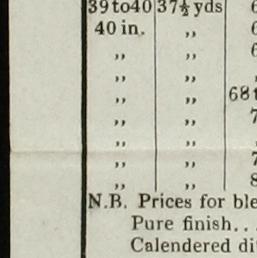 39 to 40 37½ yds 6
40 in. ,, 6
,, ,, 6
,, ,,
,, ,, 68
,, ,, 7
,, ,,
,, ,, 7
,, ,, 8
N.B. Prices for ble
Pure finish..
Calendered di